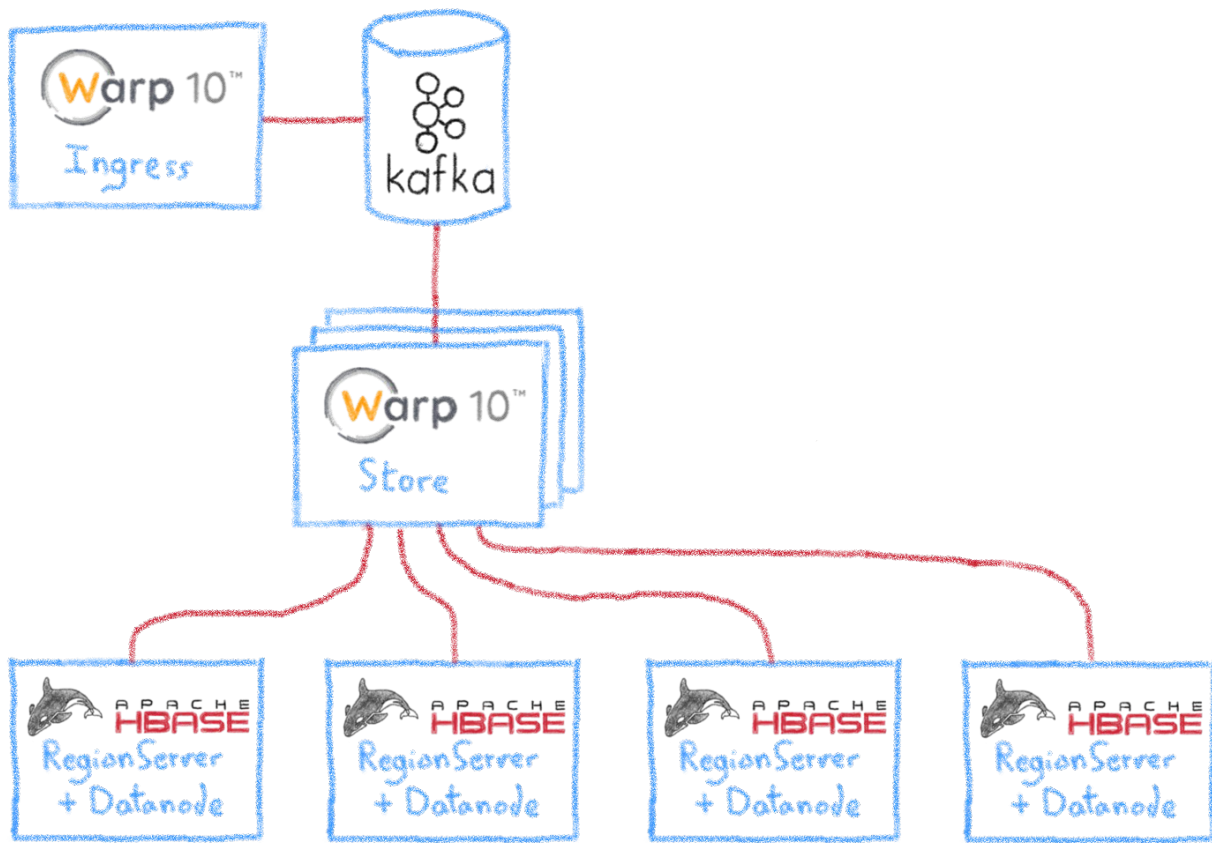 Warp 10™
Ingress
kafka
Warp 10™
Store
APACHE
HBASE
RegionServer
+ Datanode
APACHE
HBASE
RegionServer
+ Datanode
APACHE
HBASE
RegionServer
+ Datanode
APACHE
HBASE
RegionServer
+ Datanode